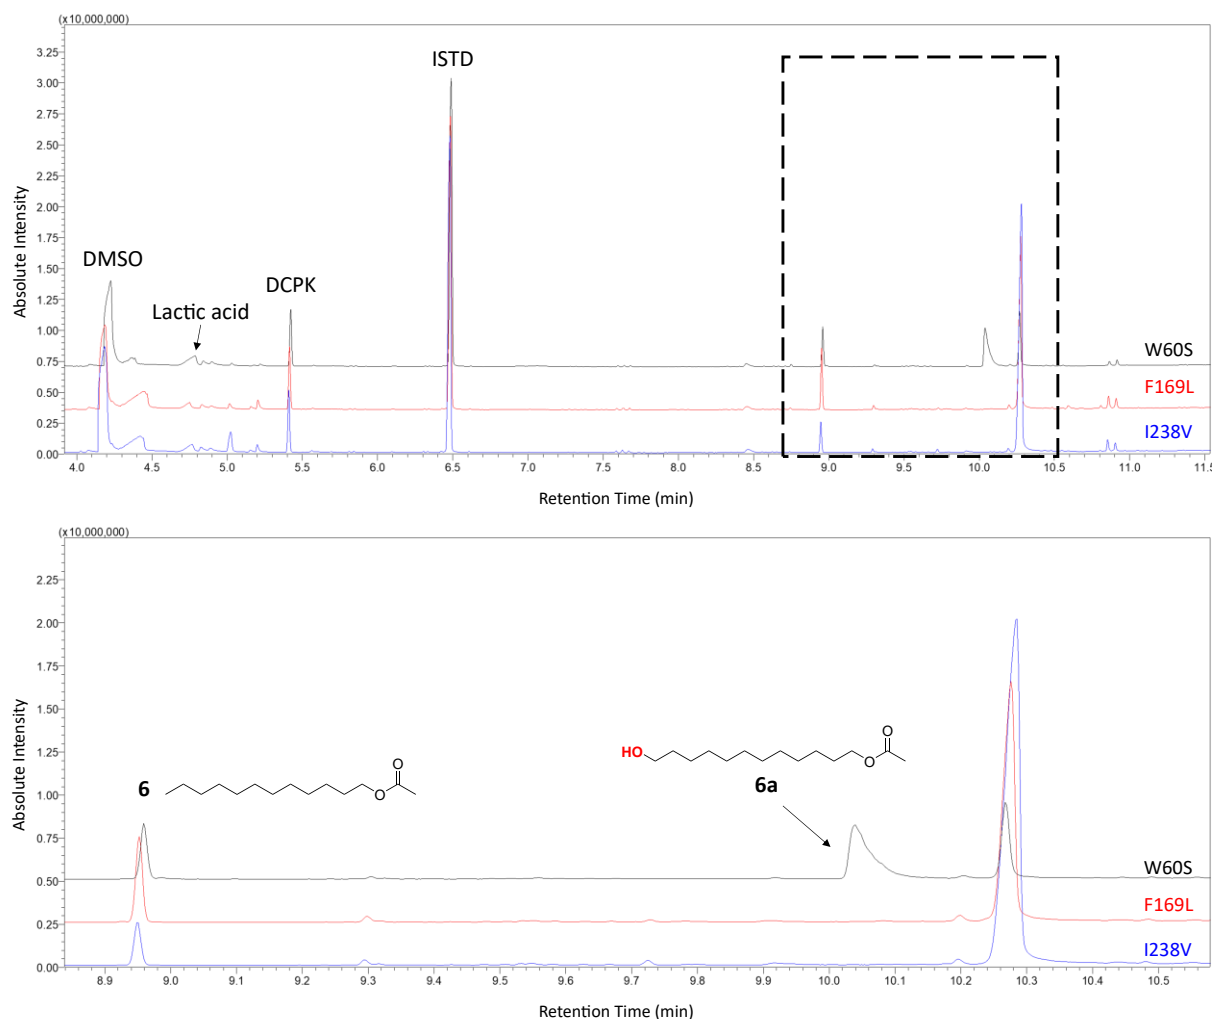 (x10,000,000)
3.50
3.25
3.00
2.75
2.50
2.25
2.00
1.75
1.50
1.25
1.00
0.75
0.50
0.25
0.00
Absolute Intensity
DMSO
Lactic acid
DCPK
ISTD
W60S
F169L
I238V
4.0 4.5 5.0 5.5 6.0 6.5 7.0 7.5 8.0 8.5 9.0 9.5 10.0 10.5 11.0 11.5
Retention Time (min)
(x10,000,000)
2.25
2.00
1.75
1.50
1.25
1.00
0.75
0.50
0.25
0.00
Absolute Intensity
6
O
O
HO
O
O
6a
W60S
F169L
I238V
8.9 9.0 9.1 9.2 9.3 9.4 9.5 9.6 9.7 9.8 9.9 10.0 10.1 10.2 10.3 10.4 10.5
Retention Time (min)